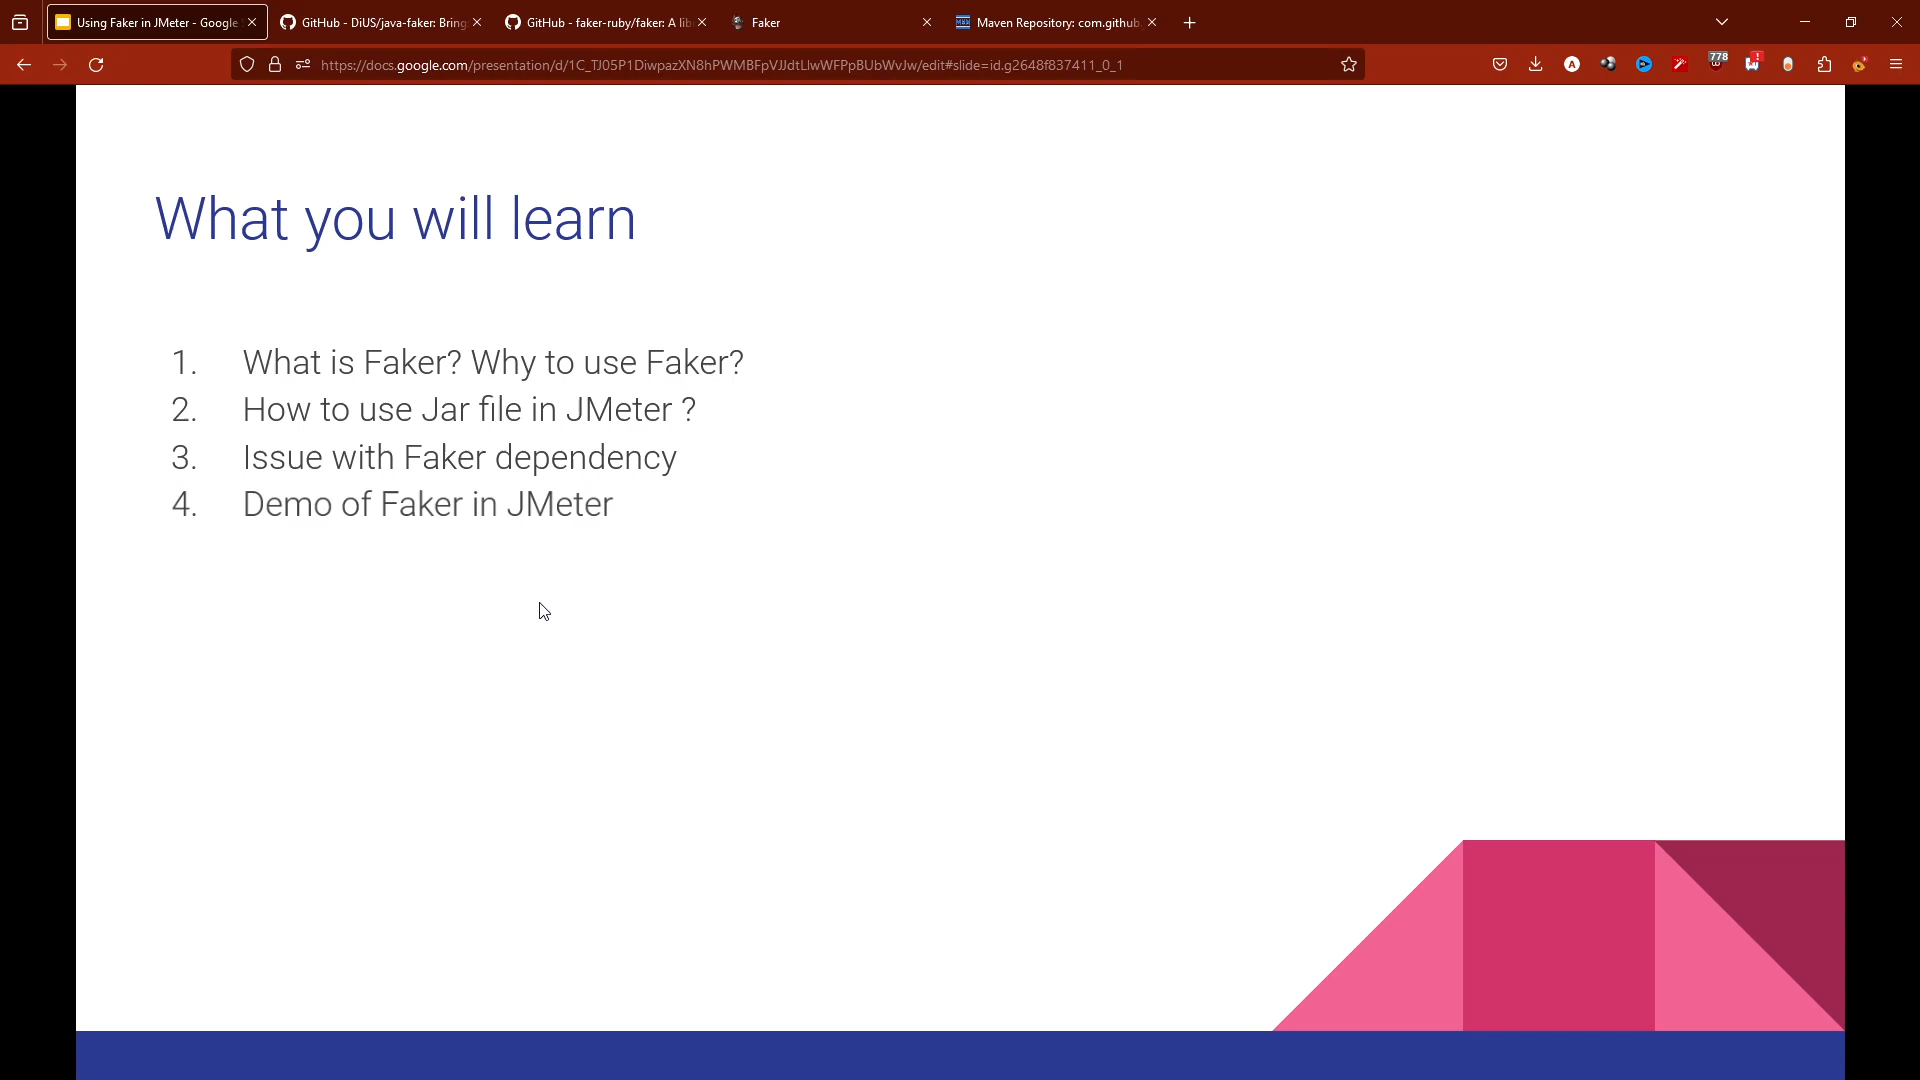 Using Faker in JMeter - Google
GitHub - DiUS/java-faker: Bring
GitHub - faker-ruby/faker: A lib
Faker
Maven Repository: com.github
https://docs.google.com/presentation/d/1C_TJ05P1DiwpazXN8hPWMBFpVJJdtLlwWFPpBUbWvJw/edit#slide=id.g2648f837411_0_1
778
What you will learn
1. What is Faker? Why to use Faker?
2. How to use Jar file in JMeter ?
3. Issue with Faker dependency
4. Demo of Faker in JMeter